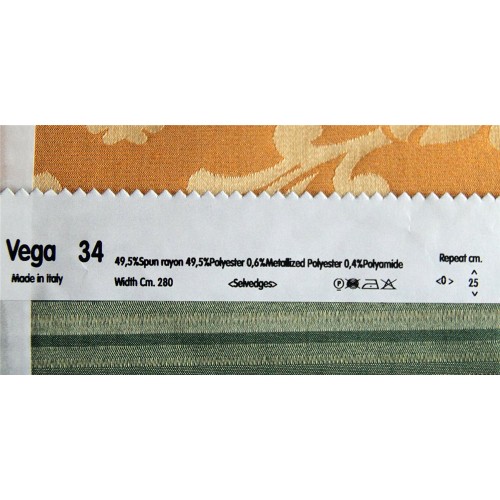 Vega 34
49,5%Spun rayon 49,5%Polyester 0,6%Metallized Polyester 0,4%Polyamide
Repeat cm.
Made in Italy
Width Cm. 280
<Selvedges>
P
<0>
25